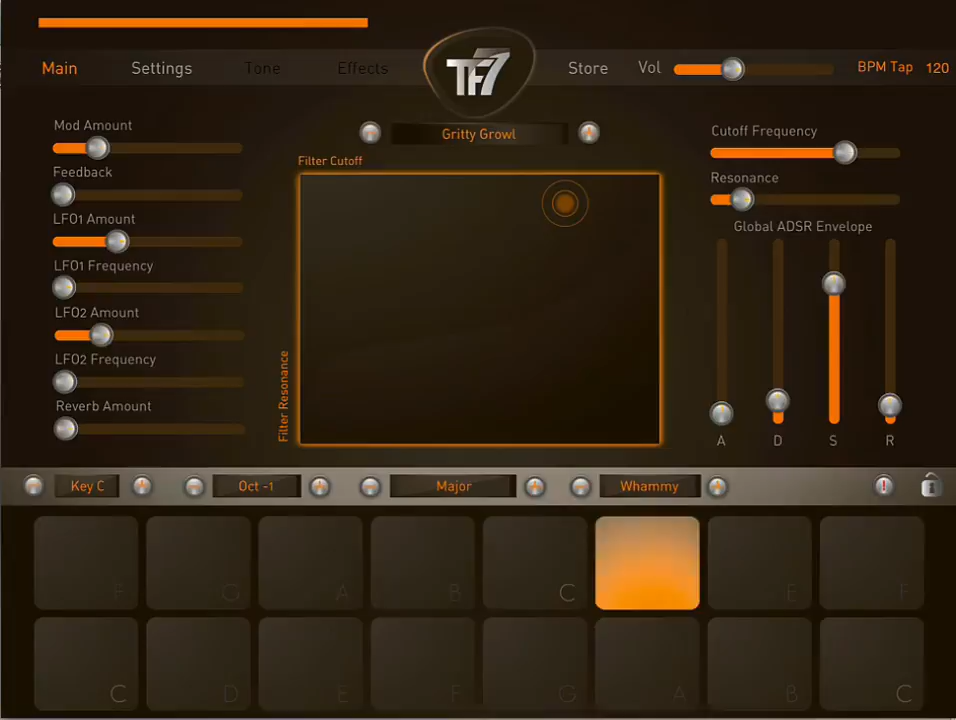 Main Settings Tone Effects TF7 Store Vol BPM Tap 120
Mod Amount
Gritty Growl
Cutoff Frequency
Filter Cutoff
Feedback
Resonance
LFO1 Amount
Global ADSR Envelope
LFO1 Frequency
LFO2 Amount
LFO2 Frequency
Filter Resonance
Reverb Amount
A D S R
Key C Oct -1 Major Whammy !
F G A B C E F
C D E F G A B C